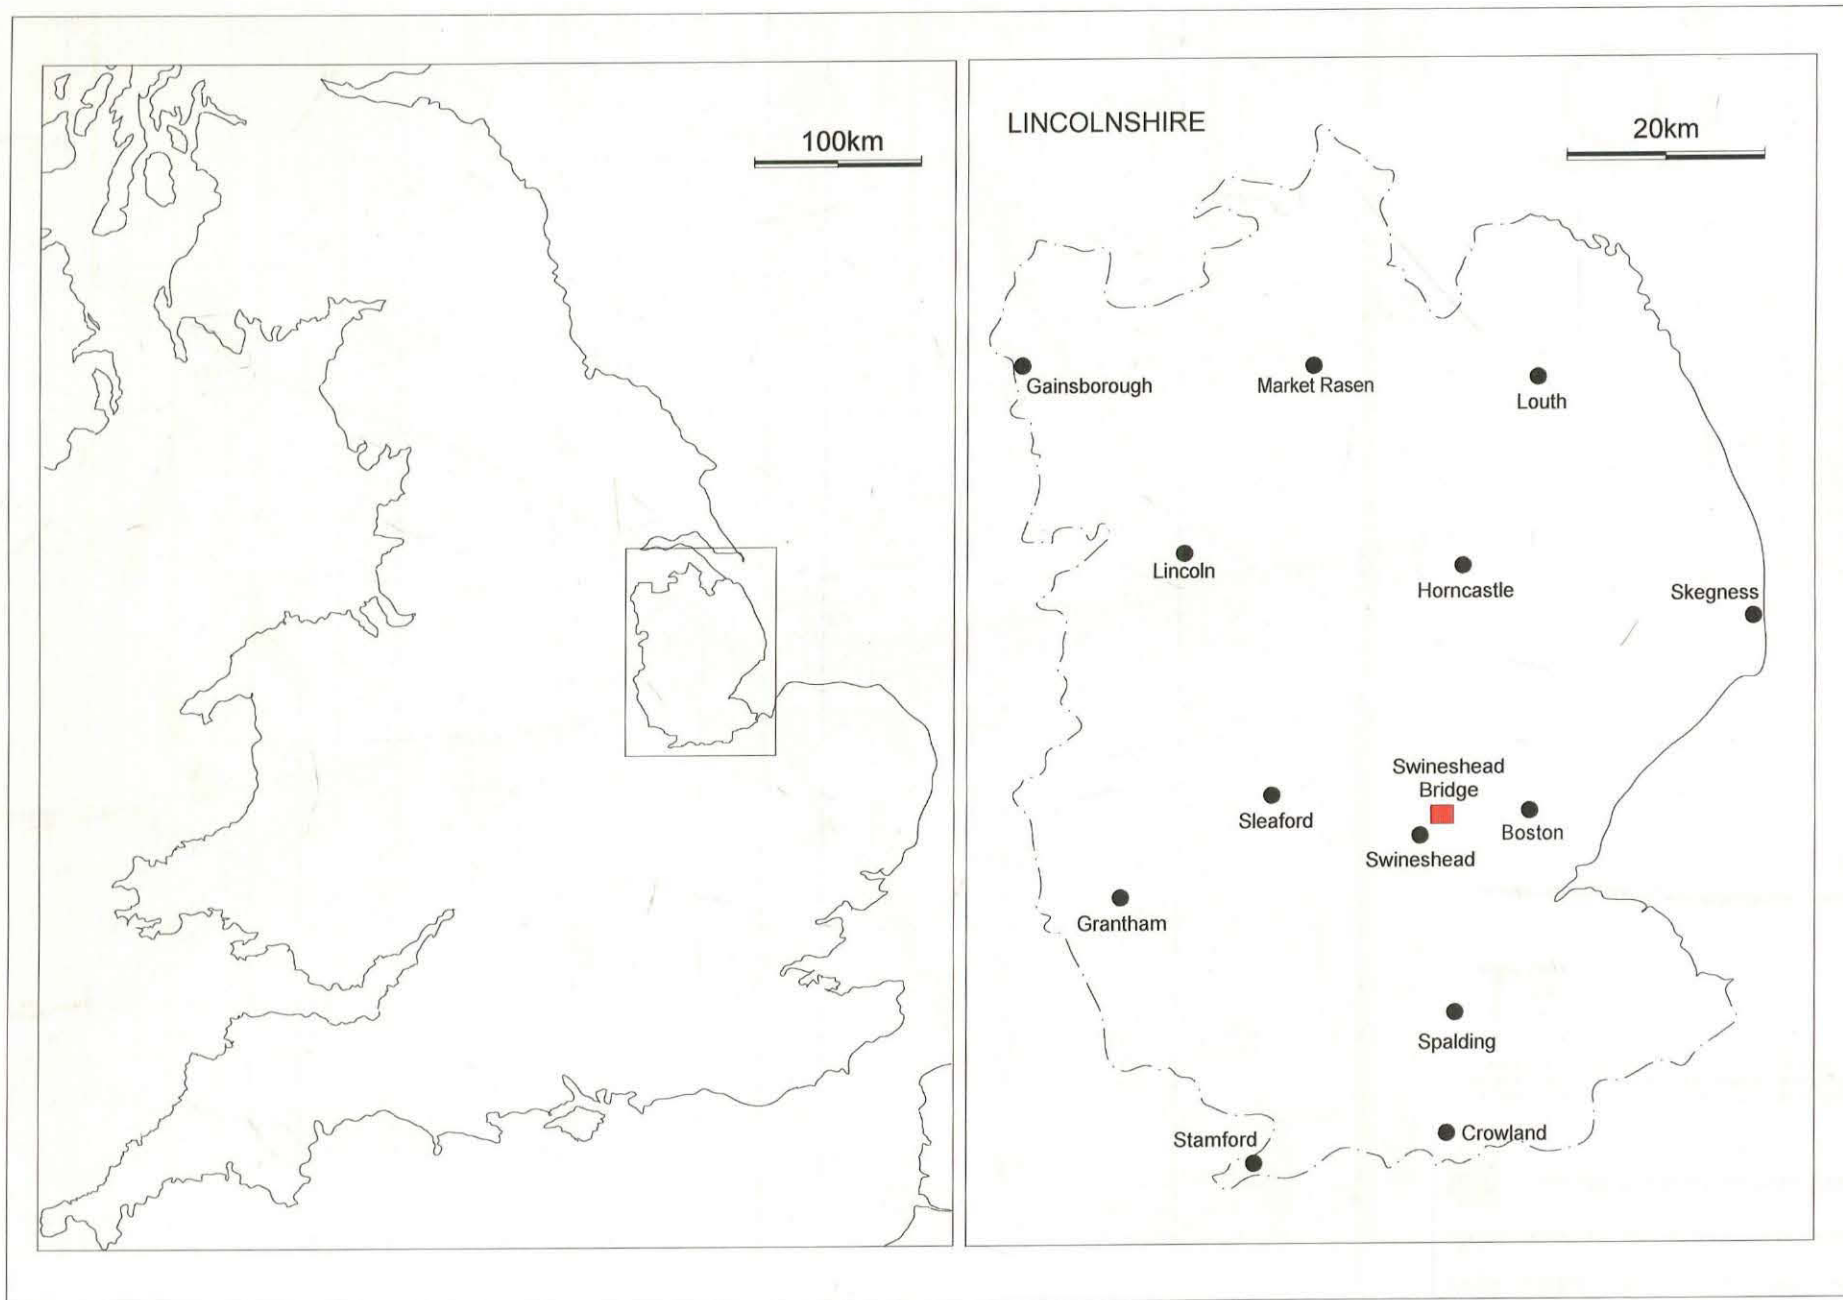 100km
LINCOLNSHIRE
20km
Gainsborough
Market Rasen
Louth
Lincoln
Horncastle
Skegness
Swineshead
Bridge
Sleaford
Boston
Swineshead
Grantham
Spalding
Stamford
Crowland